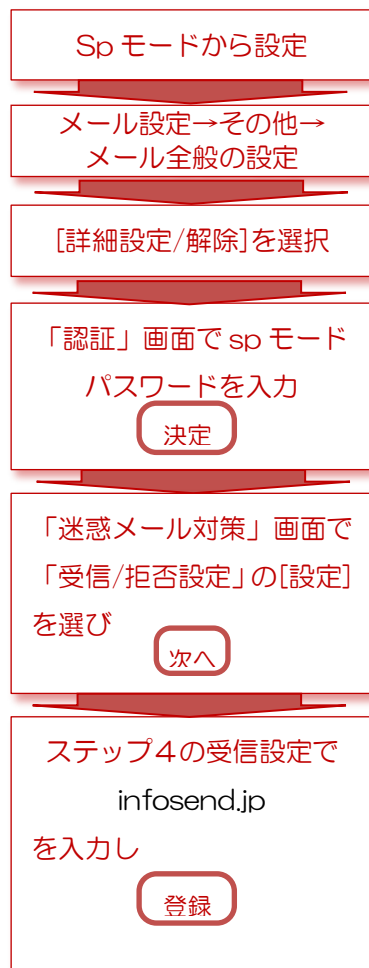 Sp モードから設定
メール設定→その他→
メール全般の設定
[詳細設定/解除]を選択
「認証」画面で sp モード
パスワードを入力
決定
「迷惑メール対策」画面で
「受信/拒否設定」の[設定]
を選び
次へ
ステップ4の受信設定で
infosend.jp
を入力し
登録